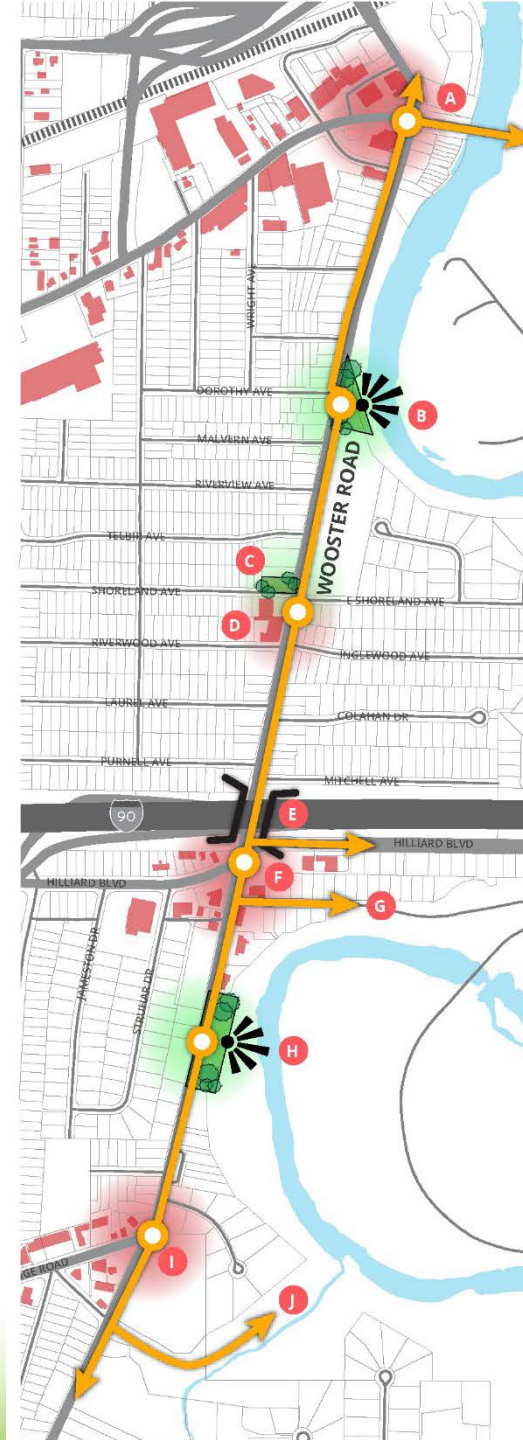 A
WRIGHT AVE
DOROTHY AVE
B
MALVERN AVE
WOOSTER ROAD
RIVERVIEW AVE
TELBIR AVE
C
SHORELAND AVE
E SHORELAND AVE
D
RIVERWOOD AVE
INGLEWOOD AVE
LAUREL AVE
COLAHAN DR
PURNELL AVE
MITCHELL AVE
90
E
HILLIARD BLVD
F
HILLIARD BLVD
G
JAMESTON DR
STRUHAR DR
H
I
GE ROAD
J